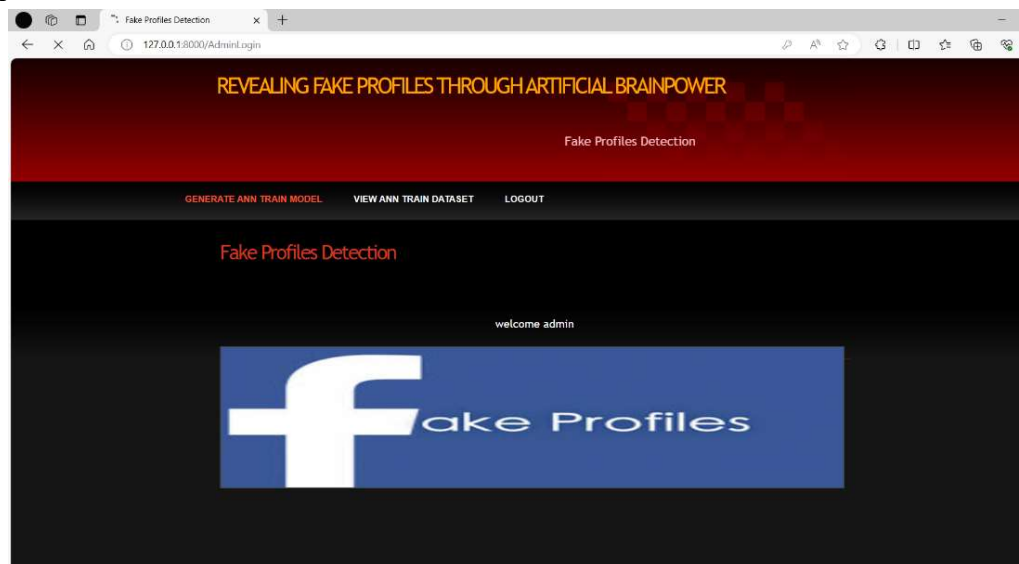 Fake Profiles Detection
127.0.0.1:8000/AdminLogin
REVEALING FAKE PROFILES THROUGH ARTIFICIAL BRAINPOWER
Fake Profiles Detection
GENERATE ANN TRAIN MODEL VIEW ANN TRAIN DATASET LOGOUT
Fake Profiles Detection
welcome admin
fake Profiles